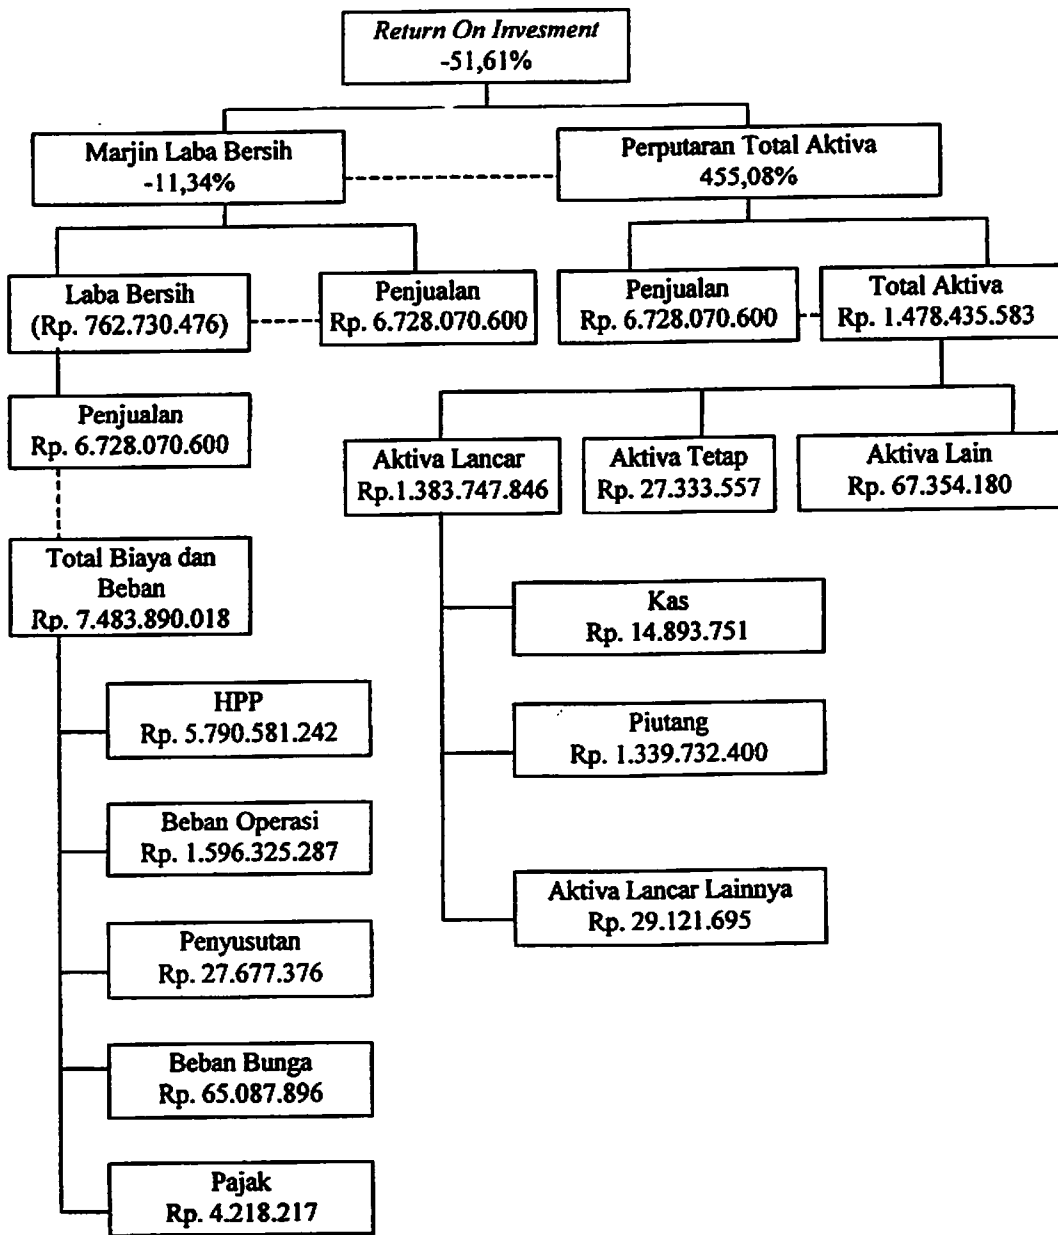 Return On Invesment
-51,61%
Marjin Laba Bersih
-11,34%
Perputaran Total Aktiva
455,08%
Laba Bersih
(Rp. 762.730.476)
Penjualan
Rp. 6.728.070.600
Penjualan
Rp. 6.728.070.600
Total Aktiva
Rp. 1.478.435.583
Penjualan
Rp. 6.728.070.600
Aktiva Lancar
Rp.1.383.747.846
Aktiva Tetap
Rp. 27.333.557
Aktiva Lain
Rp. 67.354.180
Total Biaya dan
Beban
Rp. 7.483.890.018
Kas
Rp. 14.893.751
HPP
Rp. 5.790.581.242
Piutang
Rp. 1.339.732.400
Beban Operasi
Rp. 1.596.325.287
Aktiva Lancar Lainnya
Rp. 29.121.695
Penyusutan
Rp. 27.677.376
Beban Bunga
Rp. 65.087.896
Pajak
Rp. 4.218.217